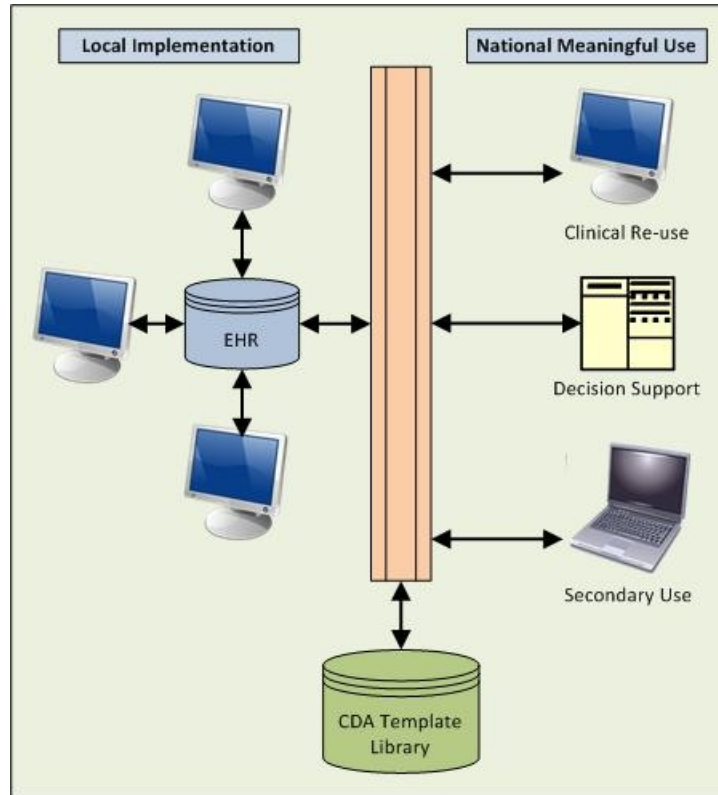 Local Implementation
National Meaningful Use
Clinical Re-use
EHR
Decision Support
Secondary Use
CDA Template
Library